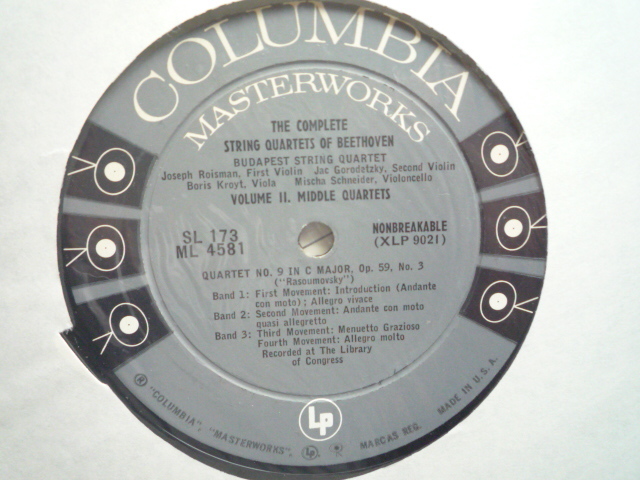 COLUMBIA
MASTERWORKS
THE COMPLETE
STRING QUARTETS OF BEETHOVEN
BUDAPEST STRING QUARTET
Joseph Roisman, First Violin Jac Gorodetzky, Second Violin
Boris Kroyt, Viola Mischa Schneider, Violoncello
VOLUME II. MIDDLE QUARTETS
SL 173
ML 4581
NONBREAKABLE
(XLP 9021)
QUARTET NO. 9 IN C MAJOR, Op. 59, No. 3
("Rasoumovsky")
Band 1: First Movement: Introduction (Andante
con moto); Allegro vivace
Band 2: Second Movement: Andante con moto
quasi allegretto
Band 3: Third Movement: Menuetto Grazioso
Fourth Movement: Allegro molto
Recorded at The Library
of Congress
Lp
® "COLUMBIA", "MASTERWORKS", Lp, MARCAS REG. MADE IN U.S.A.